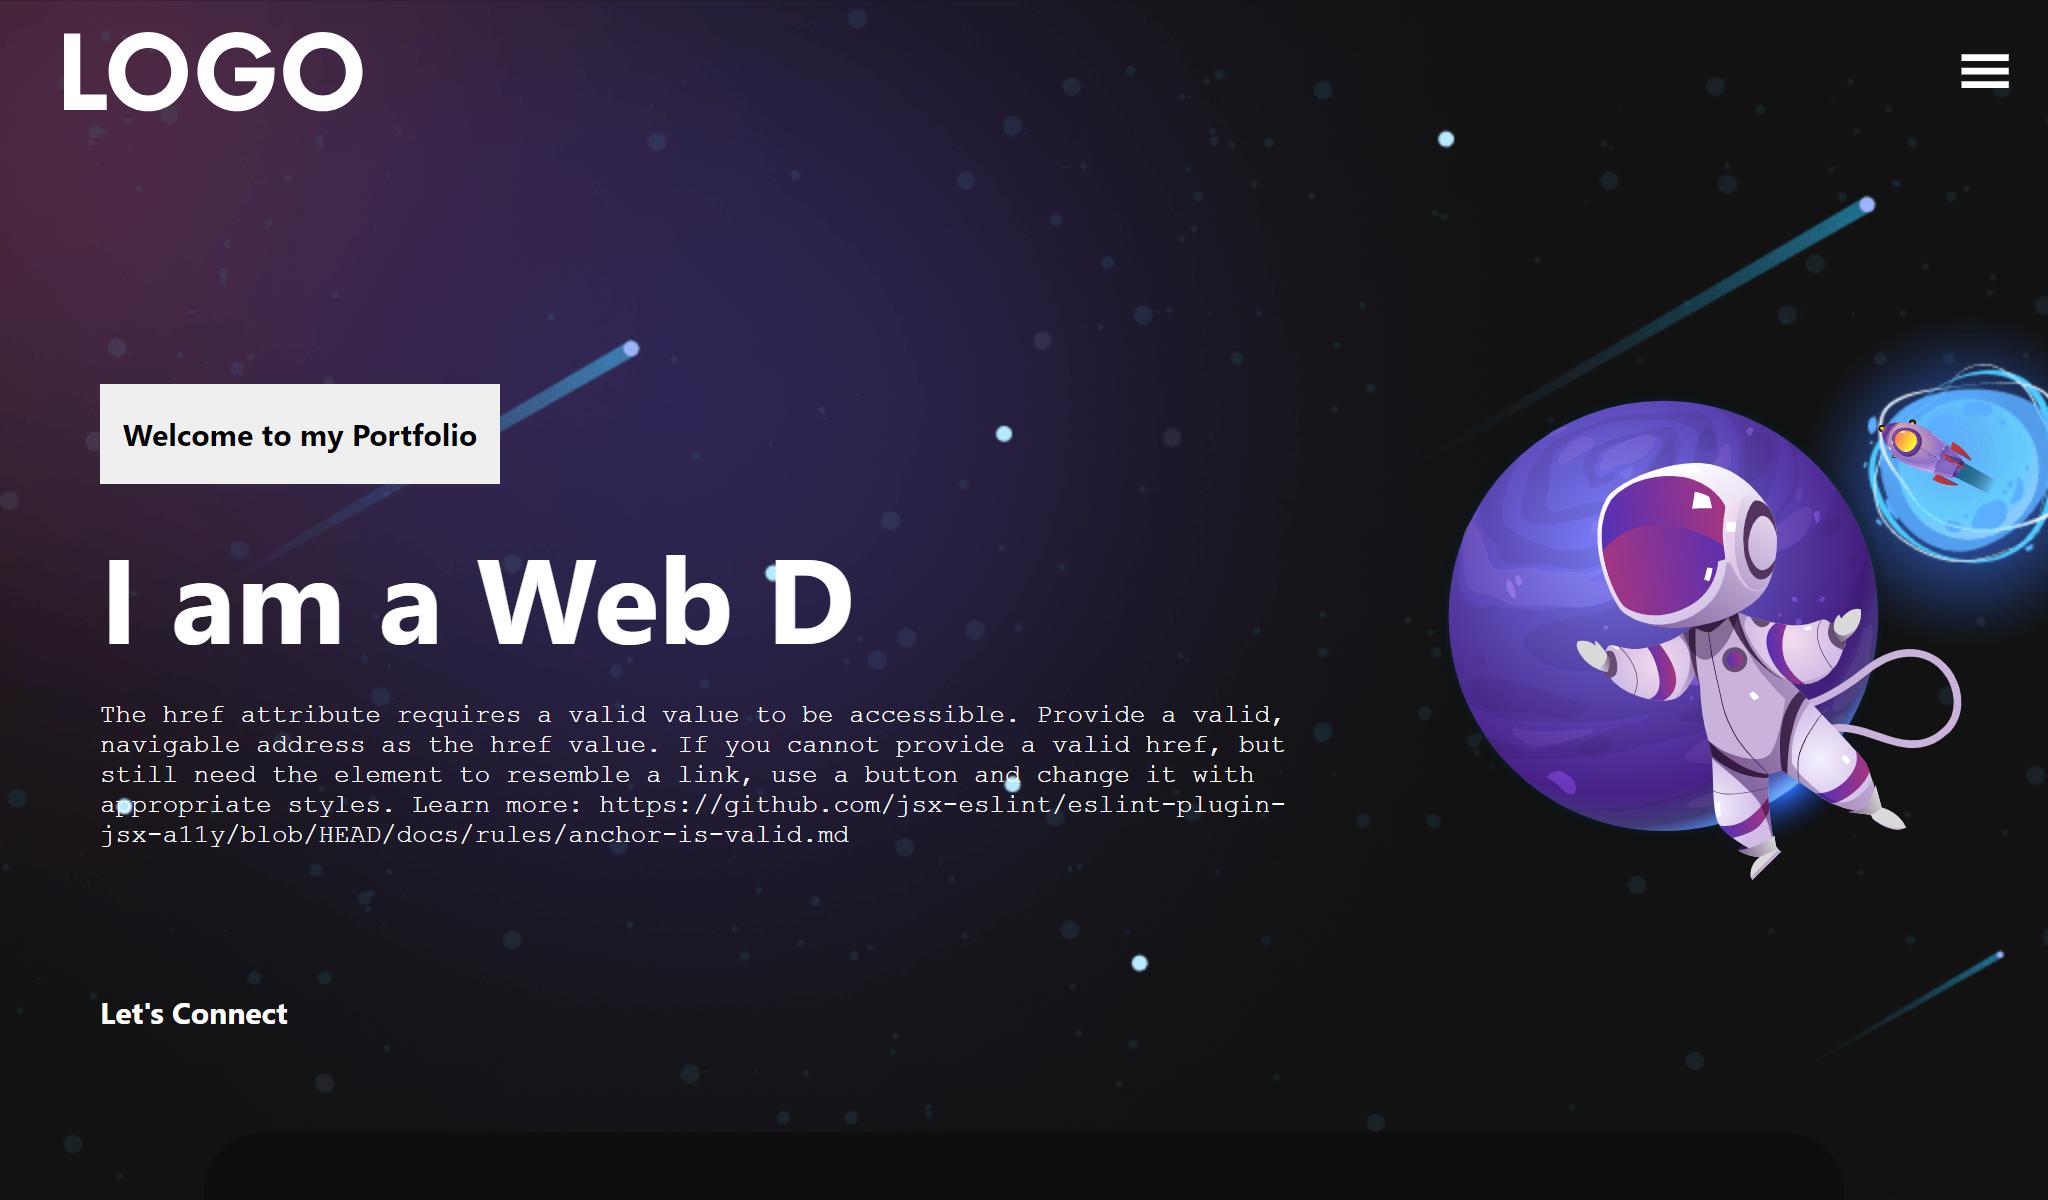 LOGO
Welcome to my Portfolio
I am a Web D
The href attribute requires a valid value to be accessible. Provide a valid,
navigable address as the href value. If you cannot provide a valid href, but
still need the element to resemble a link, use a button and change it with
appropriate styles. Learn more: https://github.com/jsx-eslint/eslint-plugin-
jsx-a11y/blob/HEAD/docs/rules/anchor-is-valid.md
Let's Connect